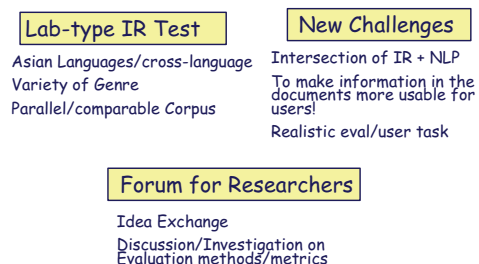 Lab-type IR Test
Asian Languages/cross-language
Variety of Genre
Parallel/comparable Corpus
New Challenges
Intersection of IR + NLP
To make information in the
documents more usable for
users!
Realistic eval/user task
Forum for Researchers
Idea Exchange
Discussion/Investigation on
Evaluation methods/metrics